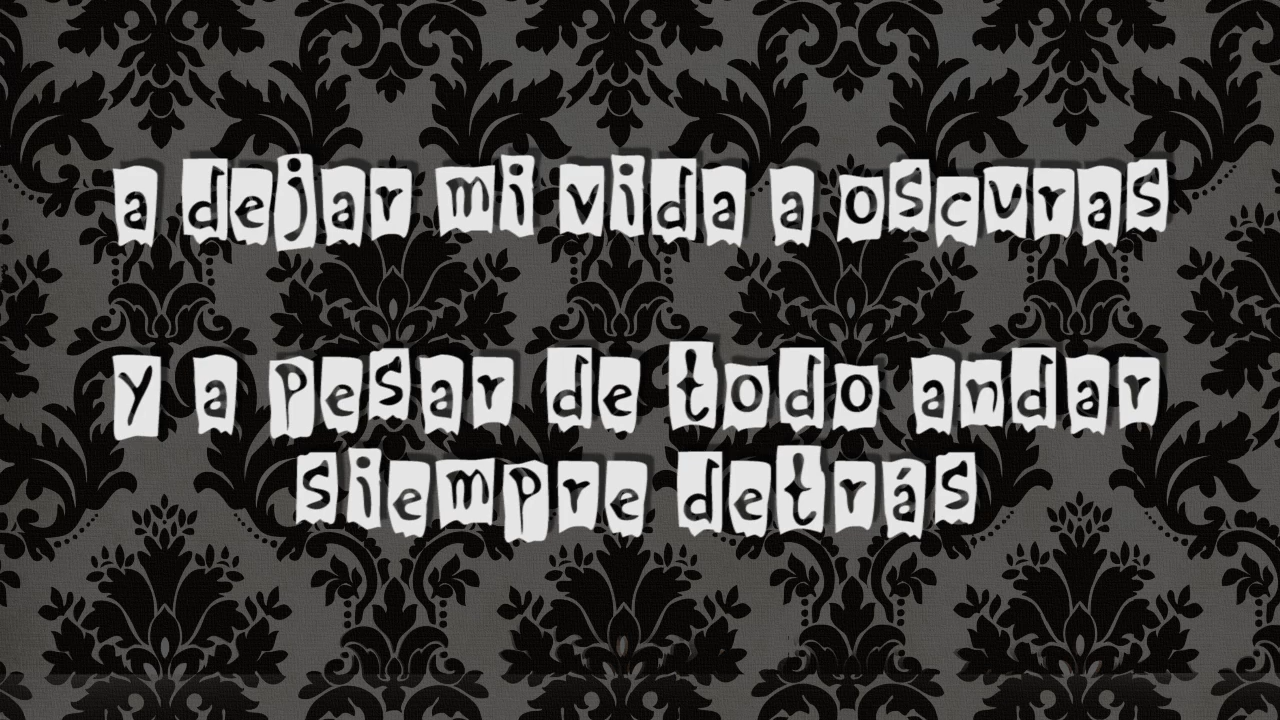 a dejar mi vida a oscuras
y a pesar de todo andar
siempre detrás